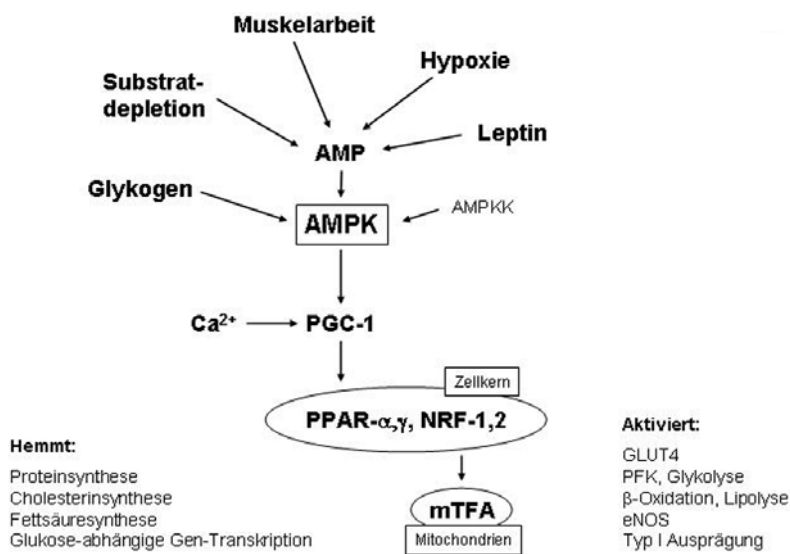 Muskelarbeit
Hypoxie
Substrat-
depletion
Leptin
AMP
Glykogen
AMPKK
AMPK
Ca²⁺
PGC-1
Zellkern
PPAR-α,γ, NRF-1,2
mTFA
Mitochondrien
Hemmt:
Proteinsynthese
Cholesterinsynthese
Fettsäuresynthese
Glukose-abhängige Gen-Transkription
Aktiviert:
GLUT4
PFK, Glykolyse
β-Oxidation, Lipolyse
eNOS
Typ I Ausprägung